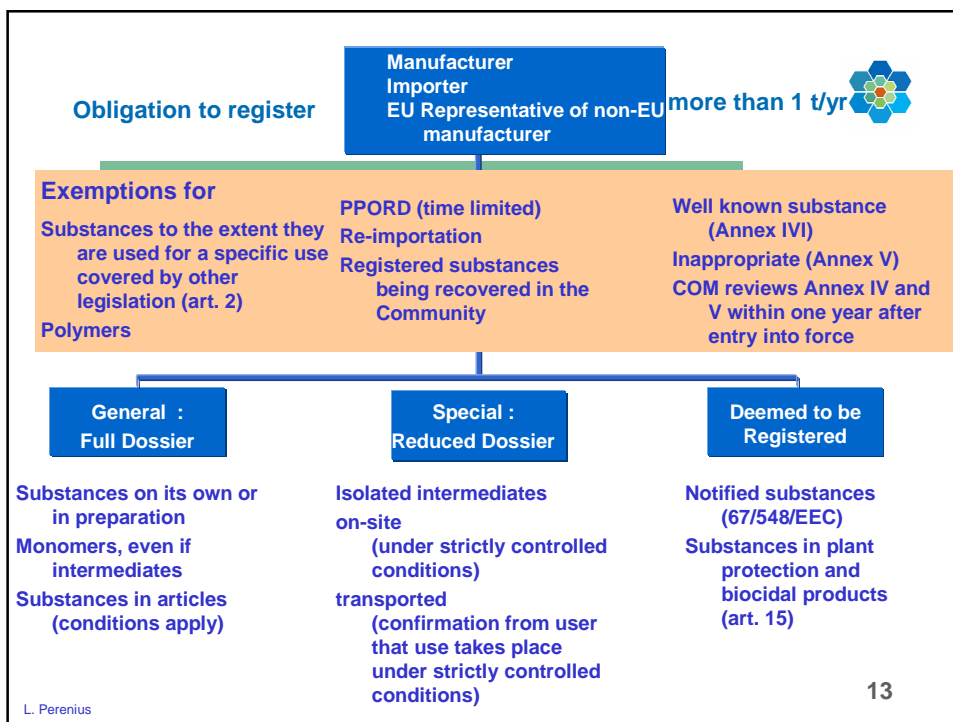 Obligation to register
Manufacturer
Importer
EU Representative of non-EU
manufacturer
more than 1 t/yr
Exemptions for
Substances to the extent they
are used for a specific use
covered by other
legislation (art. 2)
Polymers
PPORD (time limited)
Re-importation
Registered substances
being recovered in the
Community
Well known substance
(Annex IVI)
Inappropriate (Annex V)
COM reviews Annex IV and
V within one year after
entry into force
General :
Full Dossier
Substances on its own or
in preparation
Monomers, even if
intermediates
Substances in articles
(conditions apply)
Special :
Reduced Dossier
Isolated intermediates
on-site
(under strictly controlled
conditions)
transported
(confirmation from user
that use takes place
under strictly controlled
conditions)
Deemed to be
Registered
Notified substances
(67/548/EEC)
Substances in plant
protection and
biocidal products
(art. 15)
L. Perenius
13